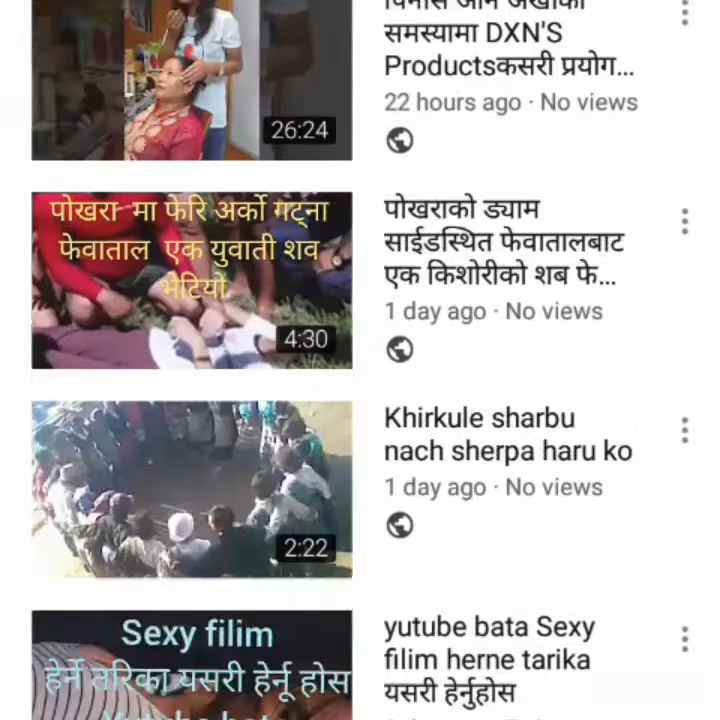 समस्यामा DXN'S
Productsकसरी प्रयोग...
22 hours ago · No views
26:24
पोखरा मा फेरि अर्को गट्ना
फेवाताल एक युवाती शव
भेटियो
4:30
पोखराको ड्याम
साईडस्थित फेवातालबाट
एक किशोरीको शब फे...
1 day ago · No views
2:22
Khirkule sharbu
nach sherpa haru ko
1 day ago · No views
Sexy filim
हेर्ने तरिका यसरी हेर्नू होस
yutube bata Sexy
filim herne tarika
यसरी हेर्नुहोस